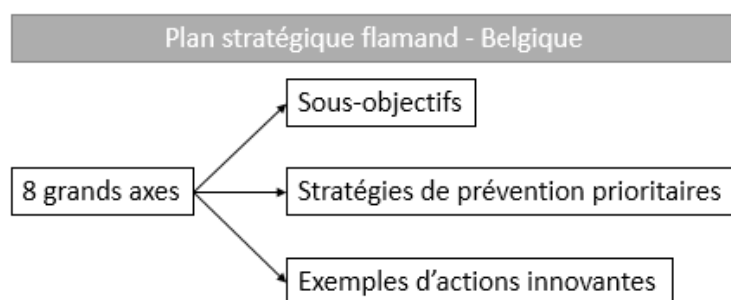 Plan stratégique flamand - Belgique
Sous-objectifs
8 grands axes
Stratégies de prévention prioritaires
Exemples d’actions innovantes